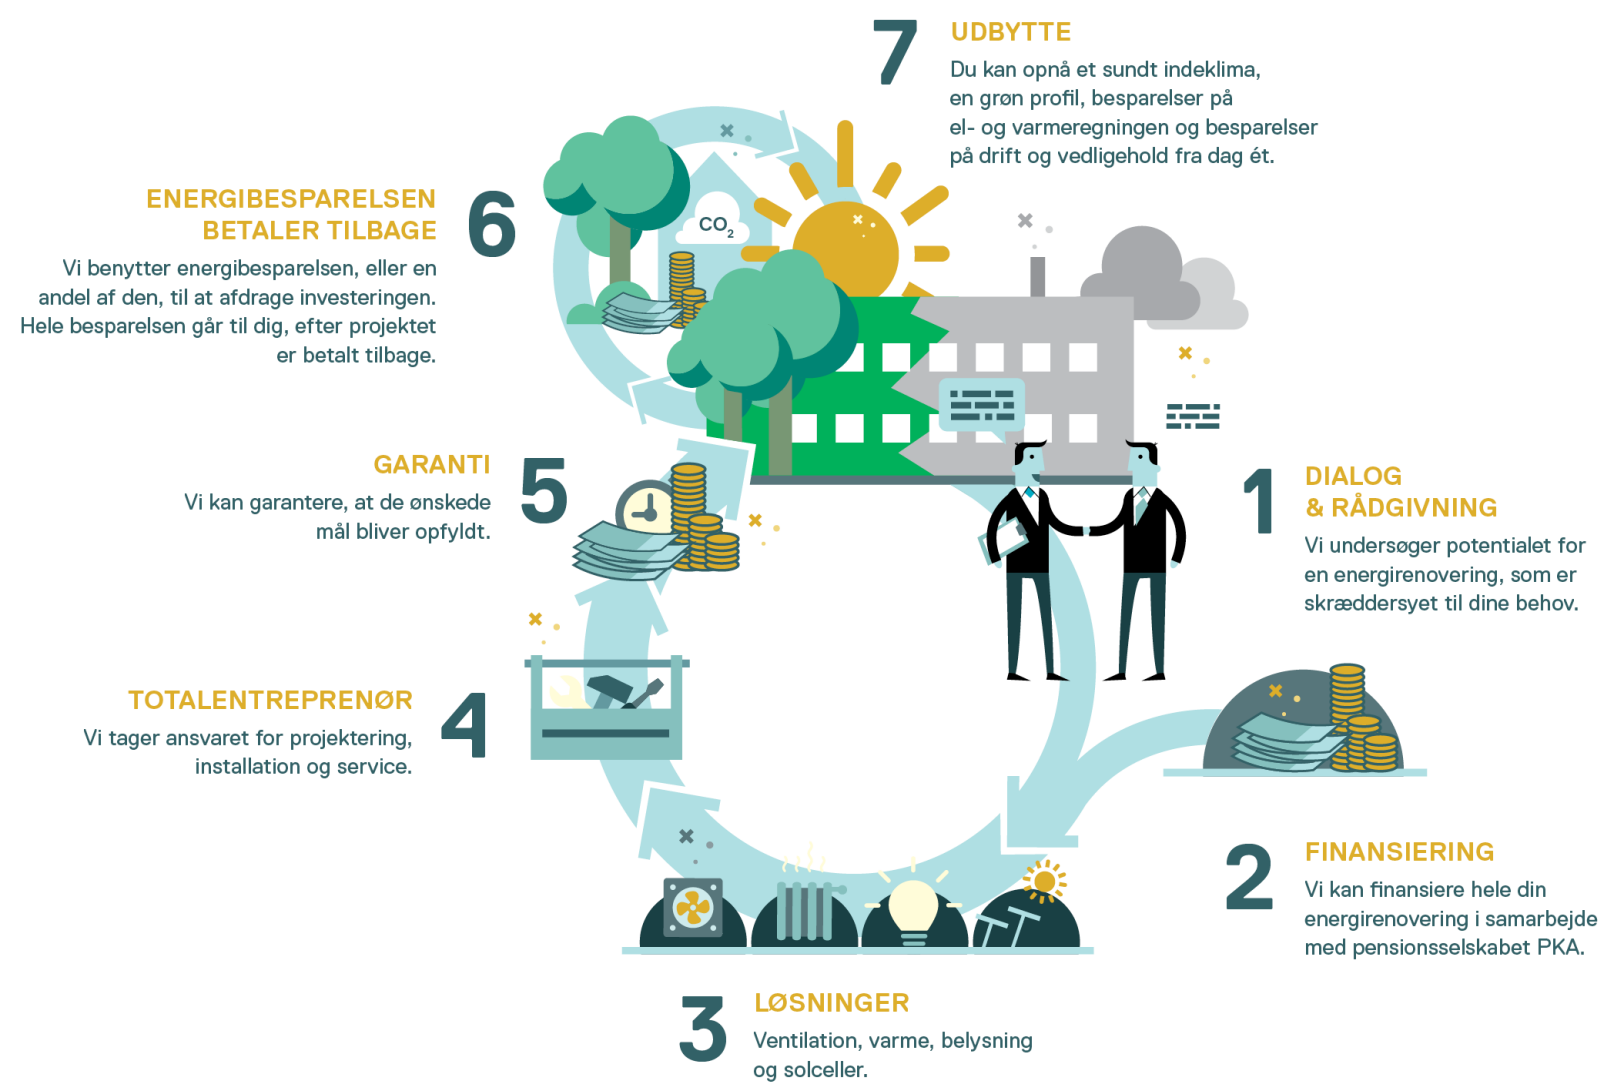 7
UDBYTTE
Du kan opnå et sundt indeklima,
en grøn profil, besparelser på
el- og varmeregningen og besparelser
på drift og vedligehold fra dag ét.
ENERGIBESPARELSEN
BETALER TILBAGE
6
Vi benytter energibesparelsen, eller en
andel af den, til at afdrage investeringen.
Hele besparelsen går til dig, efter projektet
er betalt tilbage.
CO2
GARANTI
5
Vi kan garantere, at de ønskede
mål bliver opfyldt.
1
DIALOG
& RÅDGIVNING
Vi undersøger potentialet for
en energirenovering, som er
skræddersyet til dine behov.
TOTALENTREPRENØR
4
Vi tager ansvaret for projektering,
installation og service.
2
FINANSIERING
Vi kan finansiere hele din
energirenovering i samarbejde
med pensionsselskabet PKA.
3
LØSNINGER
Ventilation, varme, belysning
og solceller.